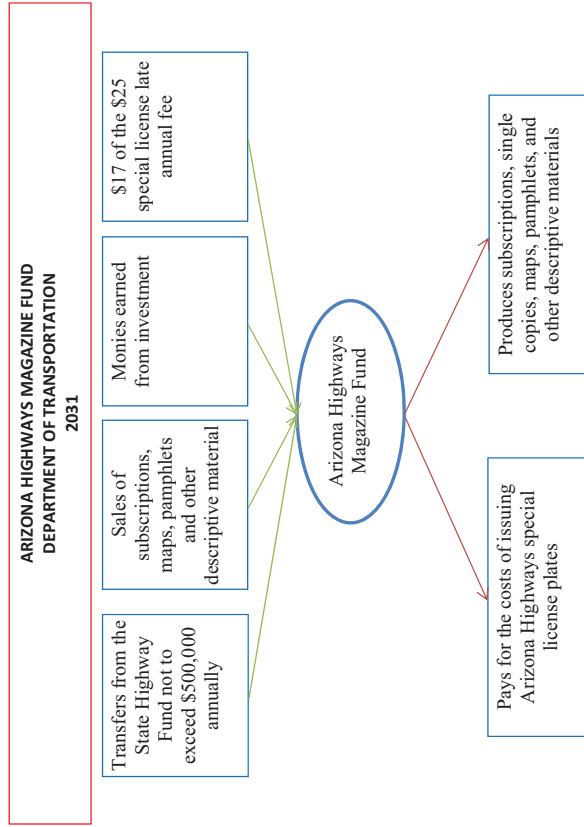 ARIZONA HIGHWAYS MAGAZINE FUND
DEPARTMENT OF TRANSPORTATION
2031
Transfers from the
State Highway
Fund not to
exceed $500,000
annually
Sales of
subscriptions,
maps, pamphlets
and other
descriptive material
Monies earned
from investment
$17 of the $25
special license late
annual fee
Arizona Highways
Magazine Fund
Pays for the costs of issuing
Arizona Highways special
license plates
Produces subscriptions, single
copies, maps, pamphlets, and
other descriptive materials